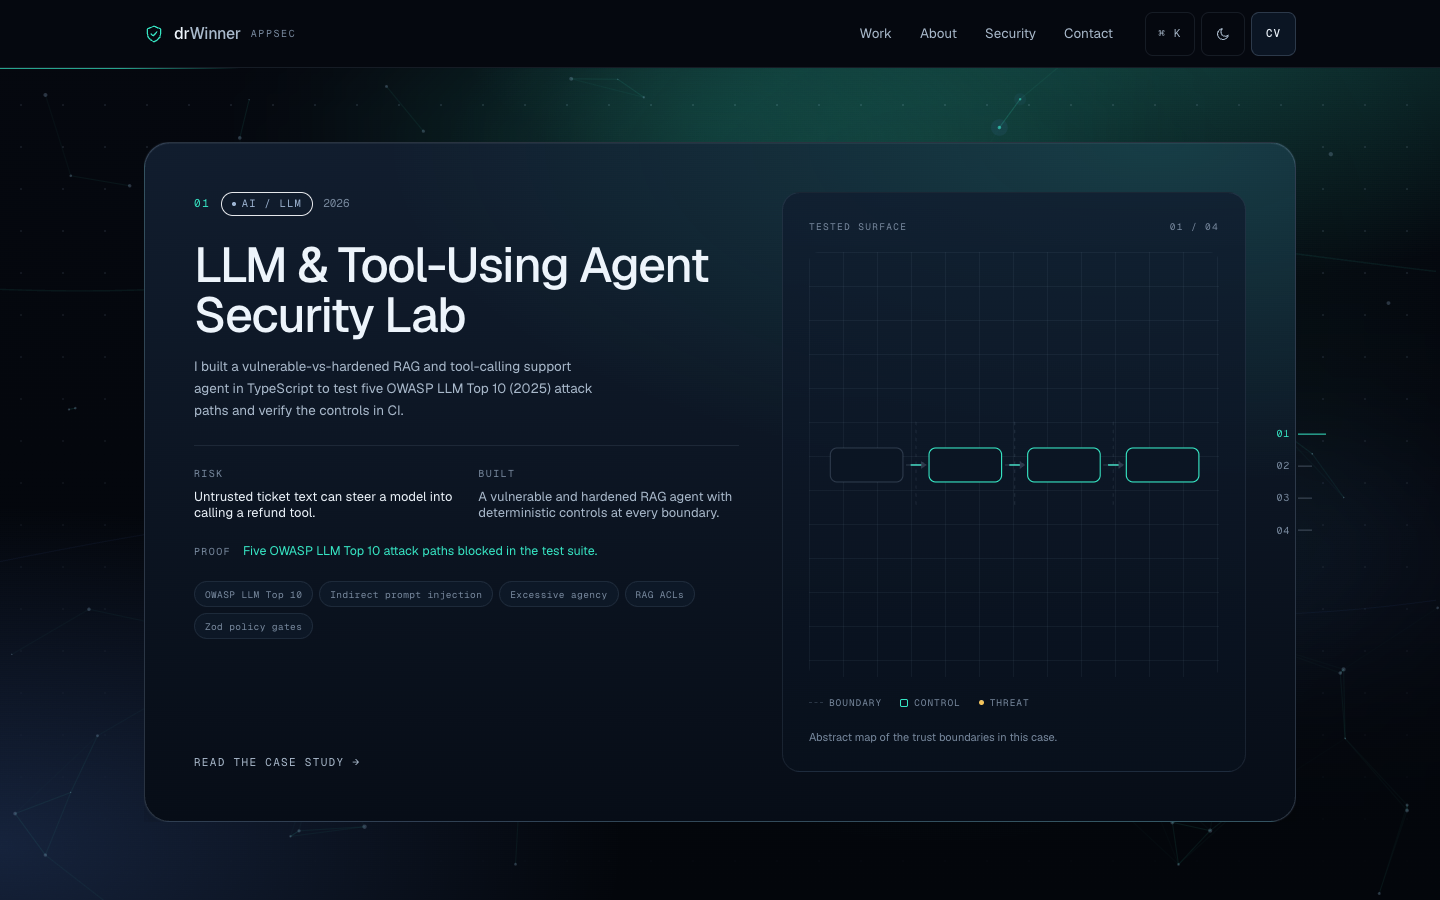 drWinner APPSEC
Work About Security Contact ⌘ K CV
01 AI / LLM 2026
LLM & Tool-Using Agent
Security Lab
I built a vulnerable-vs-hardened RAG and tool-calling support
agent in TypeScript to test five OWASP LLM Top 10 (2025) attack
paths and verify the controls in CI.
RISK
Untrusted ticket text can steer a model into
calling a refund tool.
BUILT
A vulnerable and hardened RAG agent with
deterministic controls at every boundary.
PROOF Five OWASP LLM Top 10 attack paths blocked in the test suite.
OWASP LLM Top 10 Indirect prompt injection Excessive agency RAG ACLs
Zod policy gates
READ THE CASE STUDY →
TESTED SURFACE 01 / 04
BOUNDARY CONTROL THREAT
Abstract map of the trust boundaries in this case.
01
02
03
04